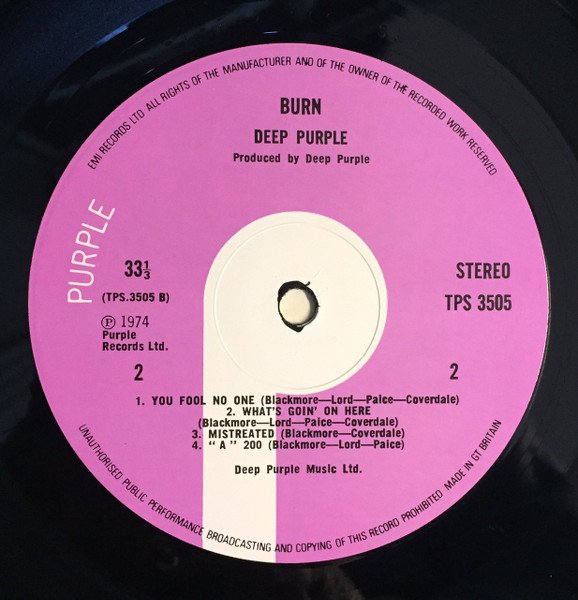 EMI RECORDS LTD ALL RIGHTS OF THE MANUFACTURER AND OF THE OWNER OF THE RECORDED WORK RESERVED
BURN
DEEP PURPLE
Produced by Deep Purple
PURPLE
33⅓
(TPS.3505 B)
Ⓟ 1974
Purple
Records Ltd.
2
STEREO
TPS 3505
2
1. YOU FOOL NO ONE (Blackmore—Lord—Paice—Coverdale)
2. WHAT'S GOIN' ON HERE
(Blackmore—Lord—Paice—Coverdale)
3. MISTREATED (Blackmore—Coverdale)
4. "A" 200 (Blackmore—Lord—Paice)
Deep Purple Music Ltd.
UNAUTHORISED PUBLIC PERFORMANCE BROADCASTING AND COPYING OF THIS RECORD PROHIBITED MADE IN GT BRITAIN